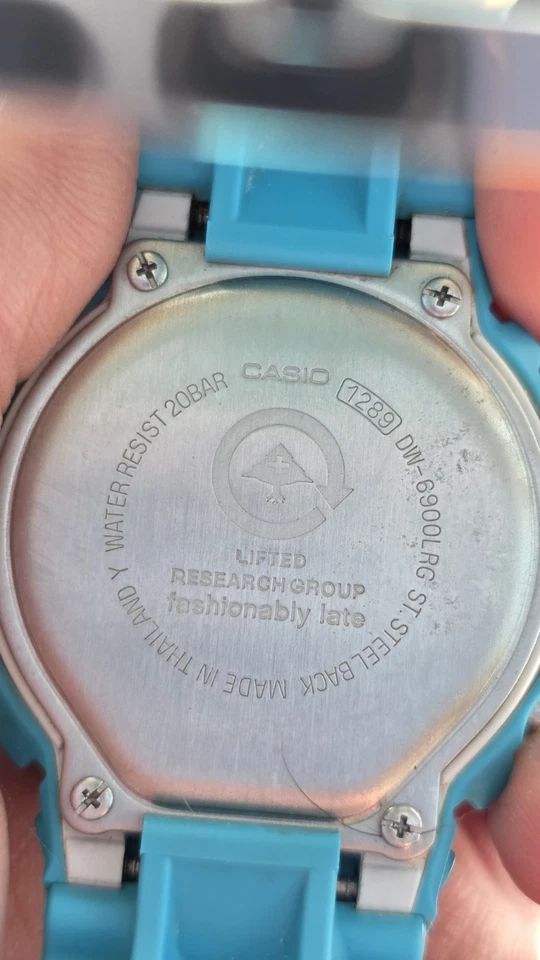 CASIO
1289
DW-6900LRG ST. STEEL BACK MADE IN THAILAND Y WATER RESIST 20BAR
LIFTED
RESEARCH GROUP
fashionably late